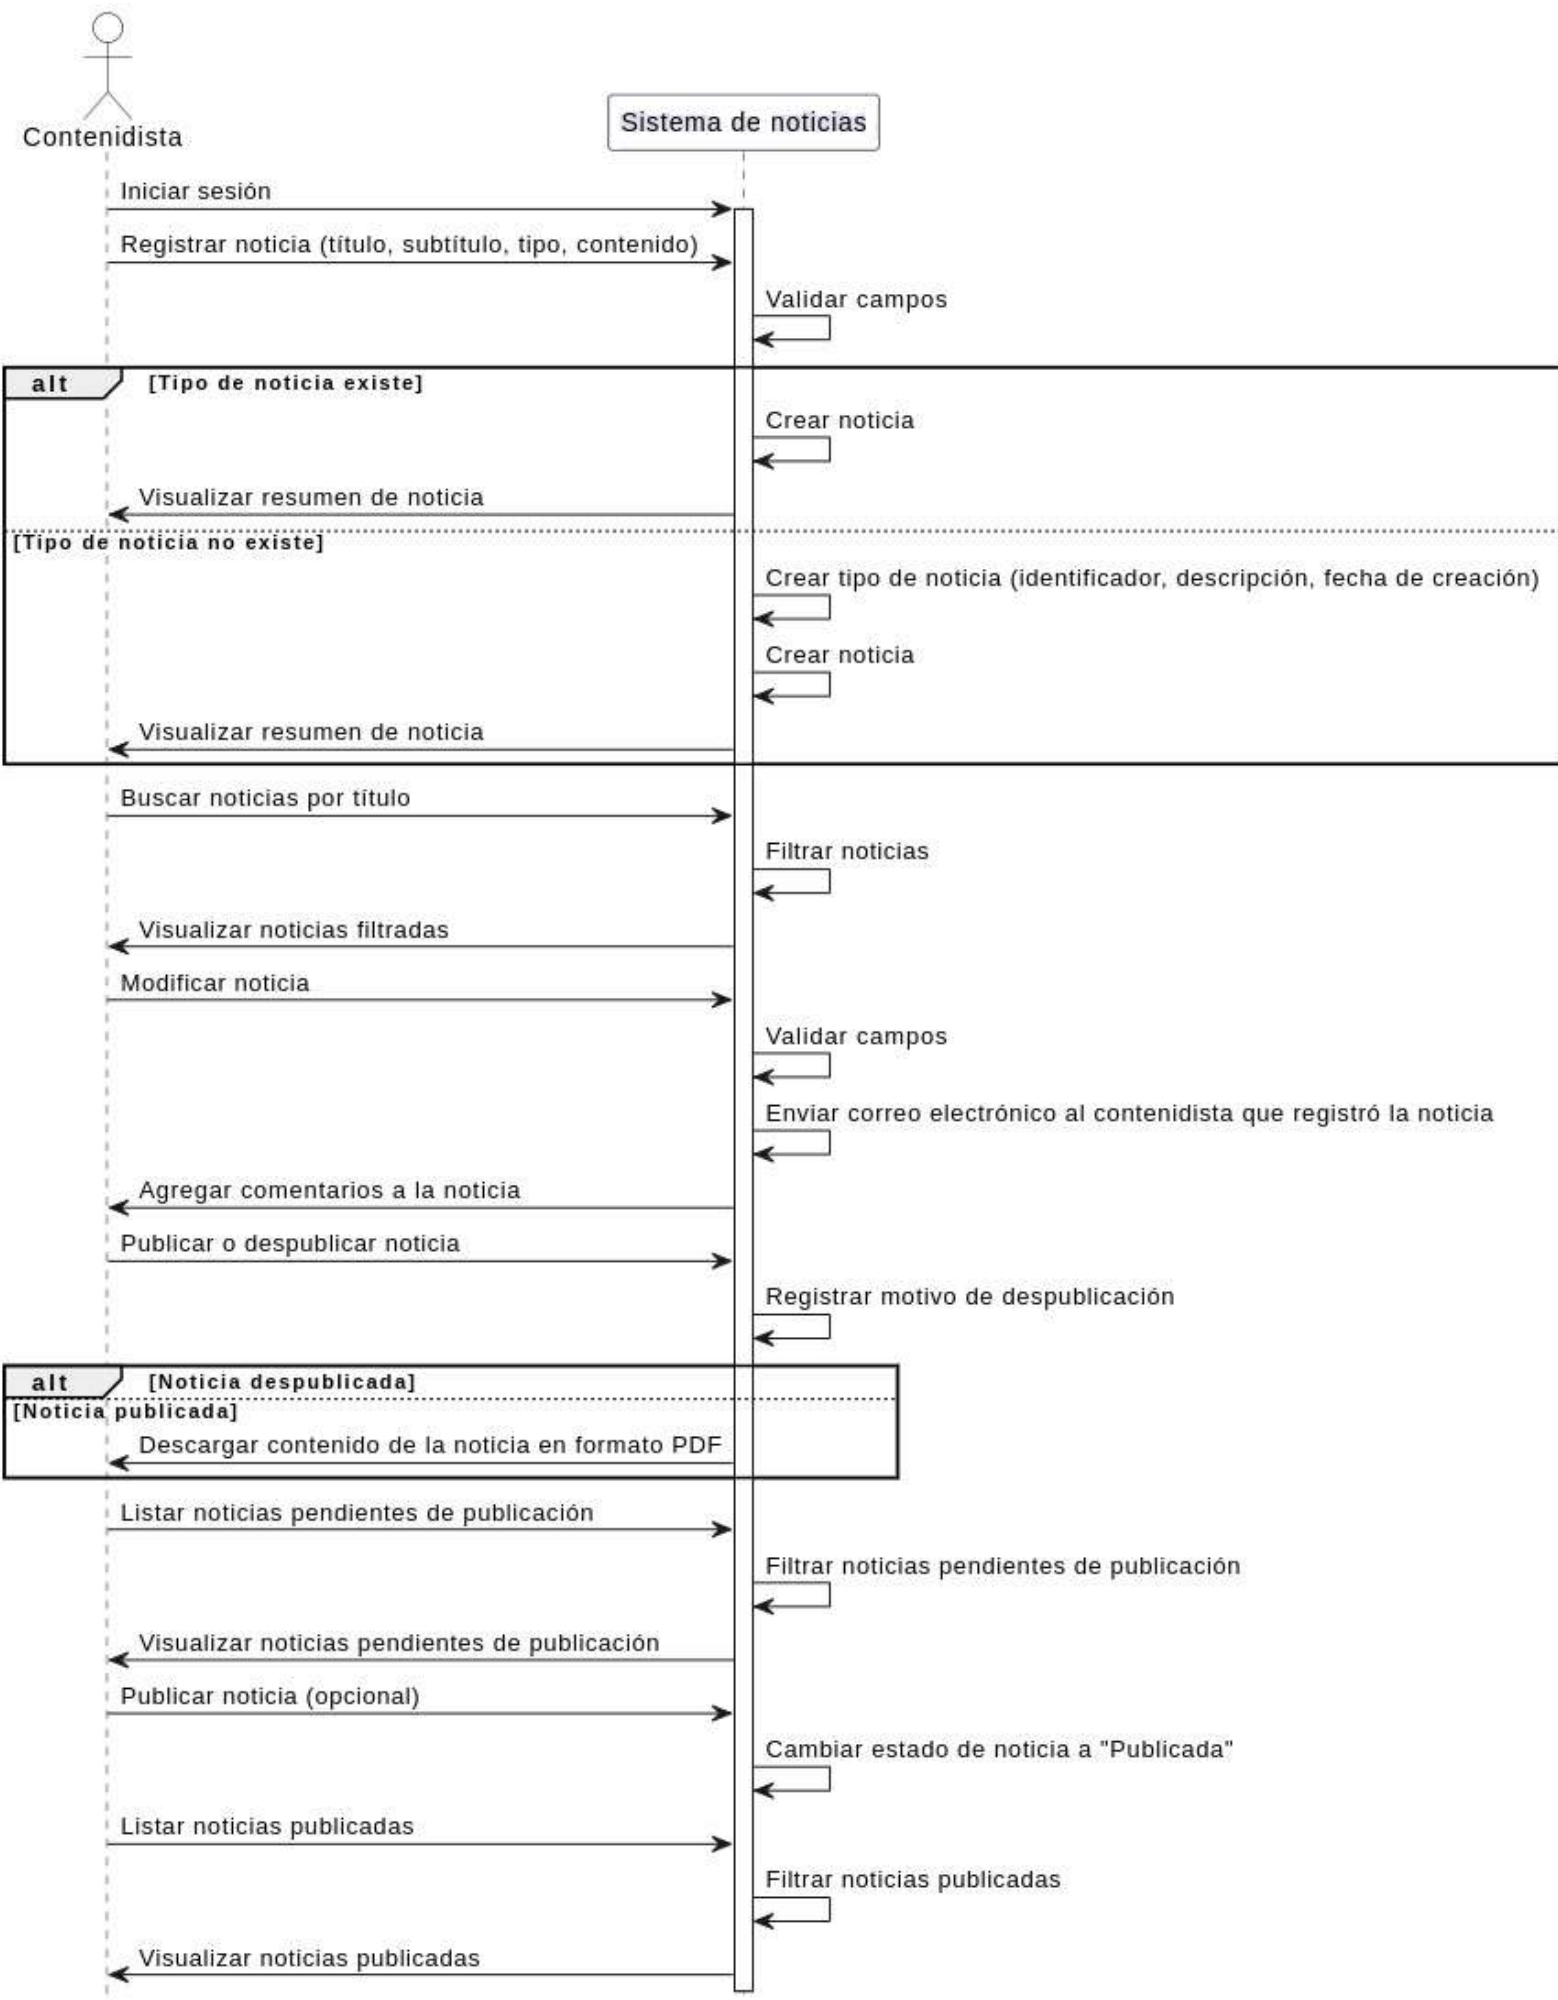 Contenidista
Sistema de noticias
Iniciar sesión
Registrar noticia (título, subtítulo, tipo, contenido)
Validar campos
alt
[Tipo de noticia existe]
Crear noticia
Visualizar resumen de noticia
[Tipo de noticia no existe]
Crear tipo de noticia (identificador, descripción, fecha de creación)
Crear noticia
Visualizar resumen de noticia
Buscar noticias por título
Filtrar noticias
Visualizar noticias filtradas
Modificar noticia
Validar campos
Enviar correo electrónico al contenidista que registró la noticia
Agregar comentarios a la noticia
Publicar o despublicar noticia
Registrar motivo de despublicación
alt
[Noticia despublicada]
[Noticia publicada]
Descargar contenido de la noticia en formato PDF
Listar noticias pendientes de publicación
Filtrar noticias pendientes de publicación
Visualizar noticias pendientes de publicación
Publicar noticia (opcional)
Cambiar estado de noticia a "Publicada"
Listar noticias publicadas
Filtrar noticias publicadas
Visualizar noticias publicadas